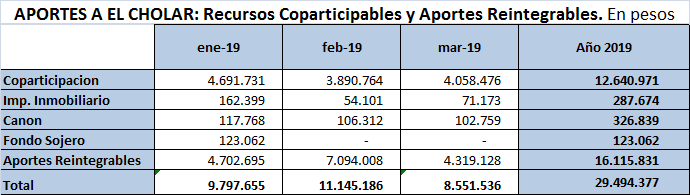 APORTES A EL CHOLAR: Recursos Coparticipables y Aportes Reintegrables. En pesos
ene-19 feb-19 mar-19 Año 2019
Coparticipacion 4.691.731 3.890.764 4.058.476 12.640.971
Imp. Inmobiliario 162.399 54.101 71.173 287.674
Canon 117.768 106.312 102.759 326.839
Fondo Sojero 123.062 - - 123.062
Aportes Reintegrables 4.702.695 7.094.008 4.319.128 16.115.831
Total 9.797.655 11.145.186 8.551.536 29.494.377